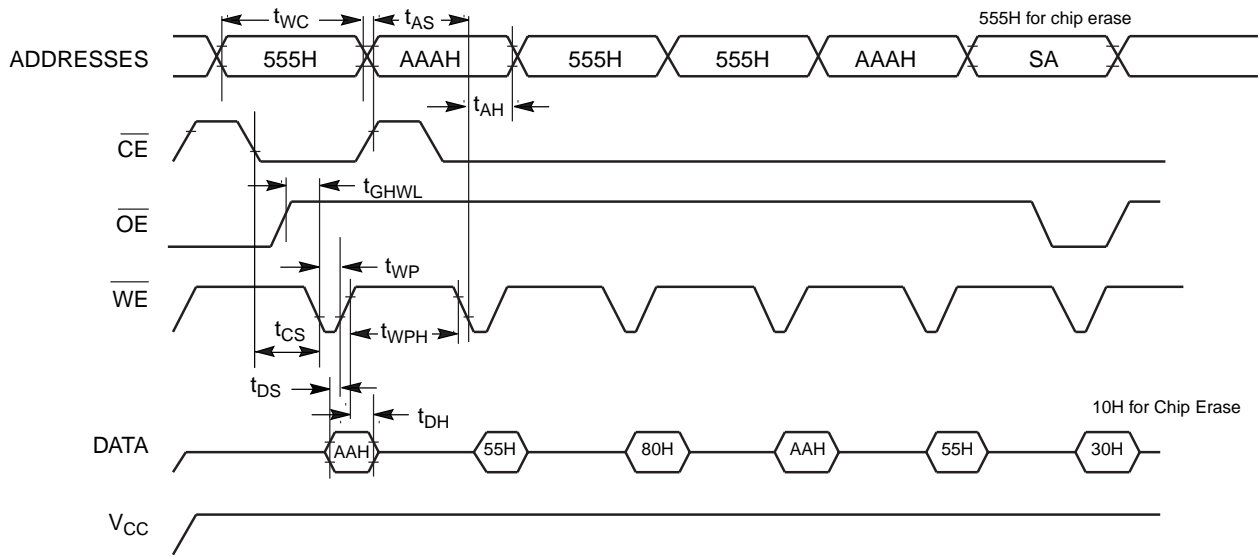 tWC tAS 555H for chip erase
ADDRESSES 555H AAAH 555H 555H AAAH SA
tAH
CE
tGHWL
OE
tWP
WE
tCS tWPH
tDS
tDH 10H for Chip Erase
DATA AAH 55H 80H AAH 55H 30H
VCC